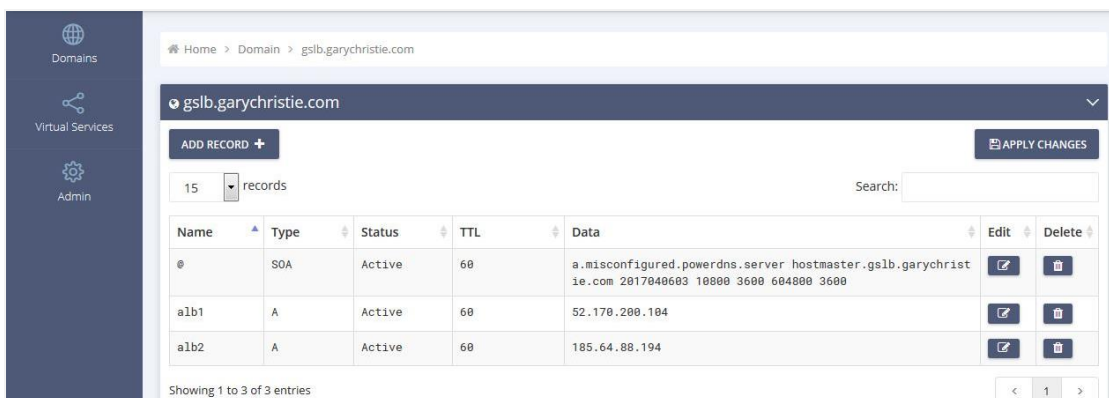 Domains
Virtual Services
Admin
Home > Domain > gslb.garychristie.com
gslb.garychristie.com
ADD RECORD +
APPLY CHANGES
15 records
Search:
Name Type Status TTL Data Edit Delete
@ SOA Active 60 a.misconfigured.powerdns.server hostmaster.gslb.garychrist
ie.com 2017040603 10800 3600 604800 3600
alb1 A Active 60 52.170.200.104
alb2 A Active 60 185.64.88.194
Showing 1 to 3 of 3 entries
< 1 >